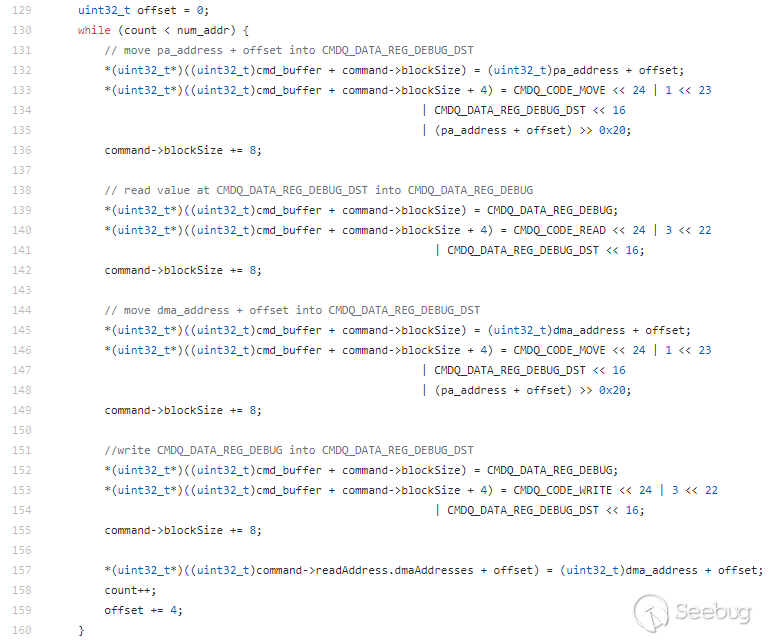 129 uint32_t offset = 0;
130 while (count < num_addr) {
131 // move pa_address + offset into CMDQ_DATA_REG_DEBUG_DST
132 *(uint32_t*)((uint32_t)cmd_buffer + command->blockSize) = (uint32_t)pa_address + offset;
133 *(uint32_t*)((uint32_t)cmd_buffer + command->blockSize + 4) = CMDQ_CODE_MOVE << 24 | 1 << 23
134 | CMDQ_DATA_REG_DEBUG_DST << 16
135 | (pa_address + offset) >> 0x20;
136 command->blockSize += 8;
137
138 // read value at CMDQ_DATA_REG_DEBUG_DST into CMDQ_DATA_REG_DEBUG
139 *(uint32_t*)((uint32_t)cmd_buffer + command->blockSize) = CMDQ_DATA_REG_DEBUG;
140 *(uint32_t*)((uint32_t)cmd_buffer + command->blockSize + 4) = CMDQ_CODE_READ << 24 | 3 << 22
141 | CMDQ_DATA_REG_DEBUG_DST << 16;
142 command->blockSize += 8;
143
144 // move dma_address + offset into CMDQ_DATA_REG_DEBUG_DST
145 *(uint32_t*)((uint32_t)cmd_buffer + command->blockSize) = (uint32_t)dma_address + offset;
146 *(uint32_t*)((uint32_t)cmd_buffer + command->blockSize + 4) = CMDQ_CODE_MOVE << 24 | 1 << 23
147 | CMDQ_DATA_REG_DEBUG_DST << 16
148 | (pa_address + offset) >> 0x20;
149 command->blockSize += 8;
150
151 //write CMDQ_DATA_REG_DEBUG into CMDQ_DATA_REG_DEBUG_DST
152 *(uint32_t*)((uint32_t)cmd_buffer + command->blockSize) = CMDQ_DATA_REG_DEBUG;
153 *(uint32_t*)((uint32_t)cmd_buffer + command->blockSize + 4) = CMDQ_CODE_WRITE << 24 | 3 << 22
154 | CMDQ_DATA_REG_DEBUG_DST << 16;
155 command->blockSize += 8;
156
157 *(uint32_t*)((uint32_t)command->readAddress.dmaAddresses + offset) = (uint32_t)dma_address + offset;
158 count++;
159 offset += 4;
160 }
Seebug